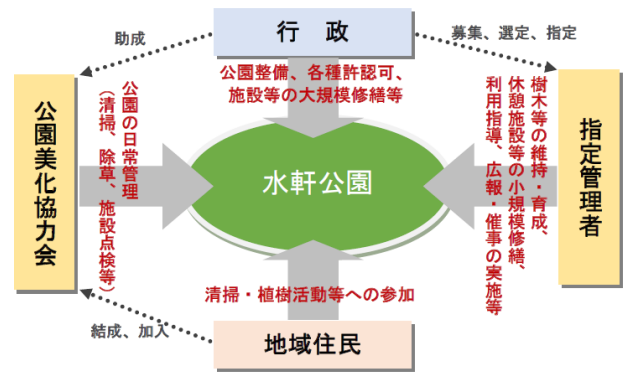 行　政
助成
募集、選定、指定
公園整備、各種許認可、
施設等の大規模修繕等
公園美化協力会
公園の日常管理
（清掃、除草、施設点検等）
水軒公園
樹木等の維持・育成、
休憩施設等の小規模修繕、
利用指導、広報・催事の実施等
指定管理者
清掃・植樹活動等への参加
結成、加入
地域住民